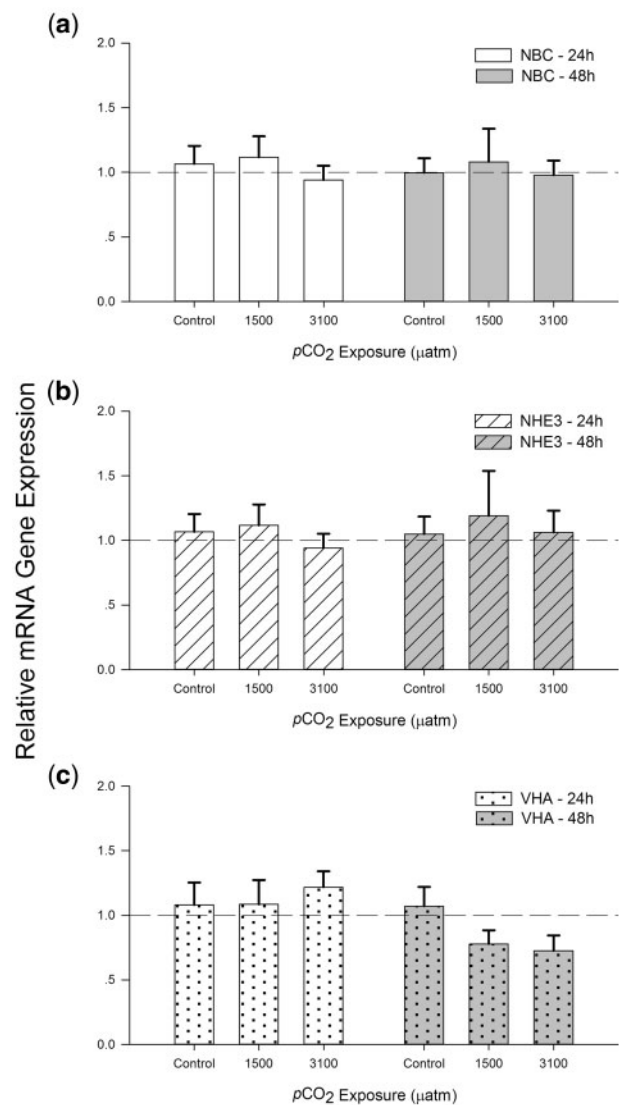 (a)
NBC - 24h
NBC - 48h
2.0
1.5
1.0
.5
0.0
Control 1500 3100 Control 1500 3100
pCO2 Exposure (µatm)
Relative mRNA Gene Expression
(b)
NHE3 - 24h
NHE3 - 48h
2.0
1.5
1.0
.5
0.0
Control 1500 3100 Control 1500 3100
pCO2 Exposure (µatm)
(c)
VHA - 24h
VHA - 48h
2.0
1.5
1.0
.5
0.0
Control 1500 3100 Control 1500 3100
pCO2 Exposure (µatm)